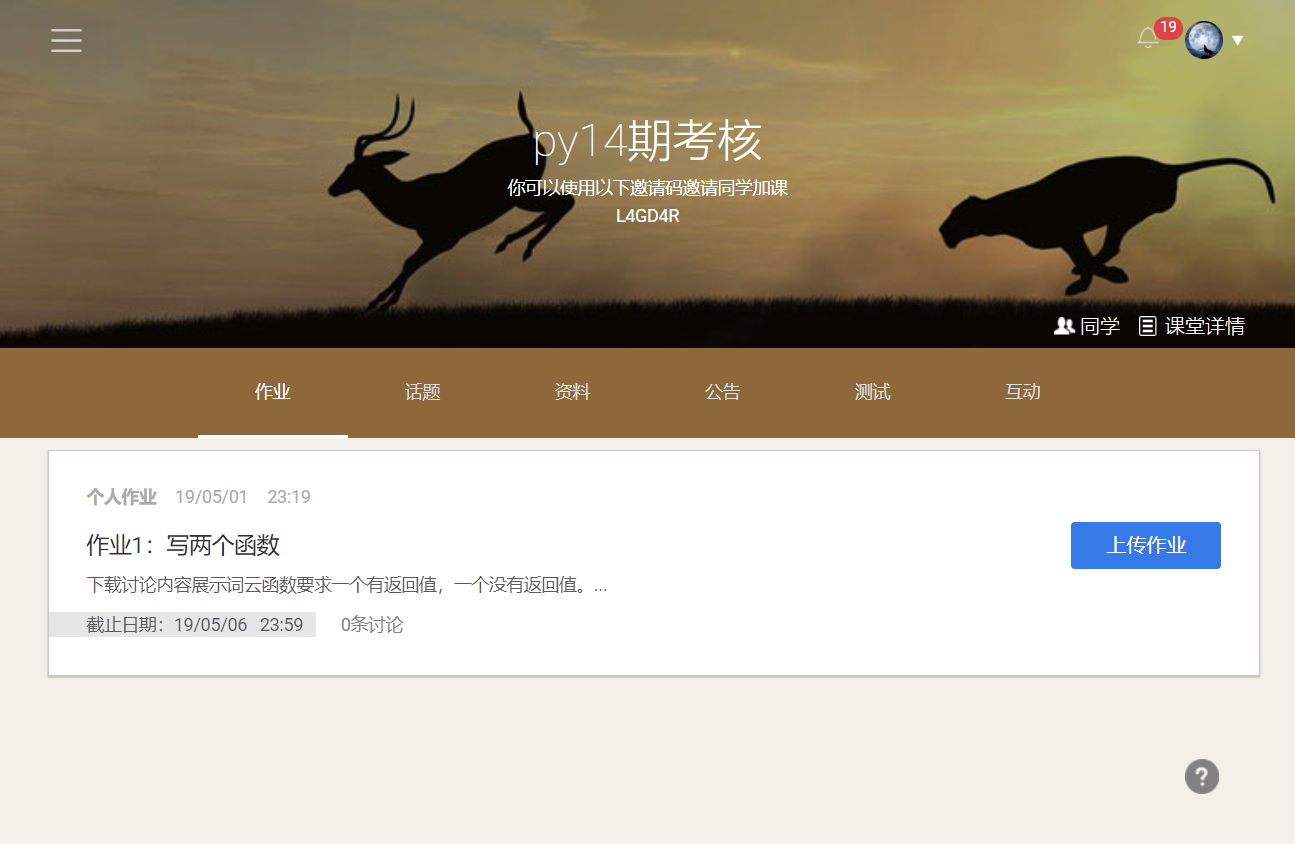 19
py14期考核
你可以使用以下邀请码邀请同学加课
L4GD4R
同学 课堂详情
作业 话题 资料 公告 测试 互动
个人作业 19/05/01 23:19
作业1：写两个函数
上传作业
下载讨论内容展示词云函数要求一个有返回值，一个没有返回值。...
截止日期：19/05/06 23:59 0条讨论
?